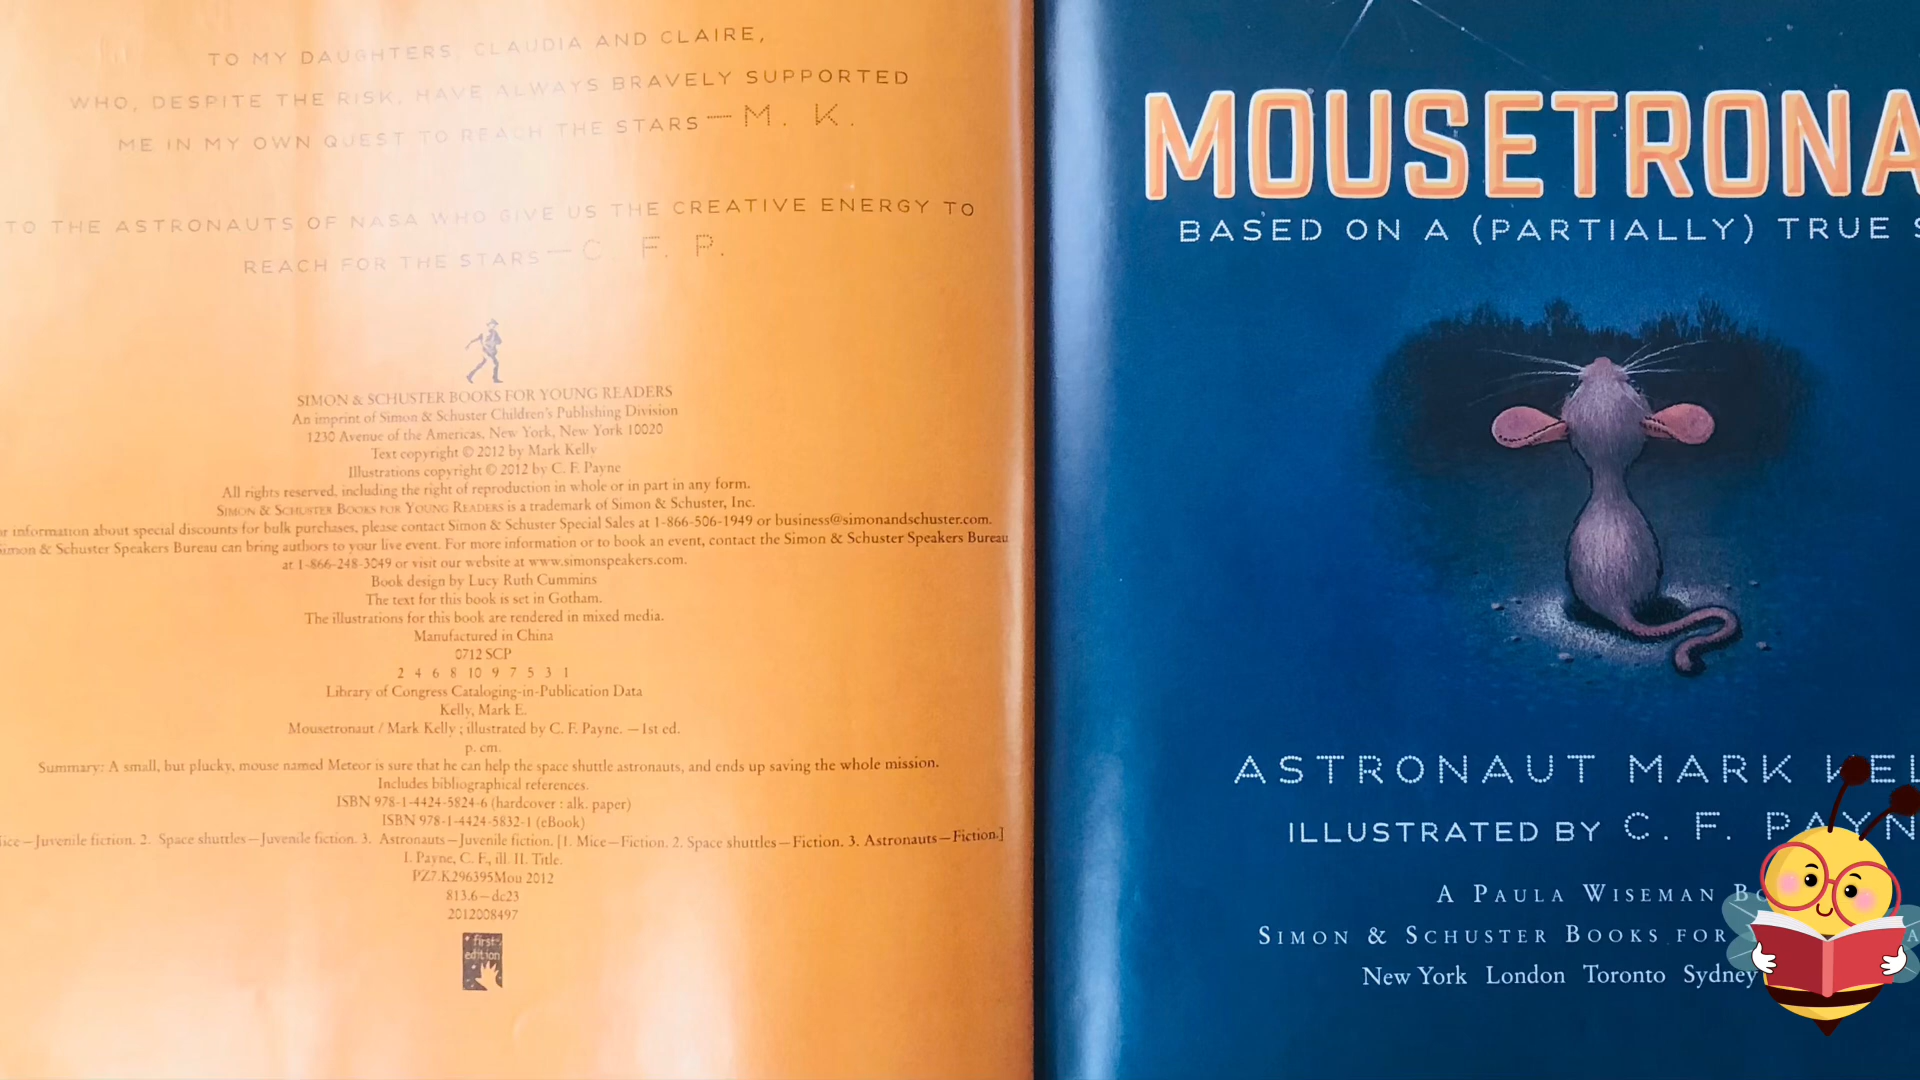 TO MY DAUGHTERS, CLAUDIA AND CLAIRE,
WHO, DESPITE THE RISK, HAVE ALWAYS BRAVELY SUPPORTED
ME IN MY OWN QUEST TO REACH THE STARS—M. K.
TO THE ASTRONAUTS OF NASA WHO GIVE US THE CREATIVE ENERGY TO
REACH FOR THE STARS—C. F. P.
SIMON & SCHUSTER BOOKS FOR YOUNG READERS
An imprint of Simon & Schuster Children's Publishing Division
1230 Avenue of the Americas, New York, New York 10020
Text copyright © 2012 by Mark Kelly
Illustrations copyright © 2012 by C. F. Payne
All rights reserved, including the right of reproduction in whole or in part in any form.
SIMON & SCHUSTER BOOKS FOR YOUNG READERS is a trademark of Simon & Schuster, Inc.
or information about special discounts for bulk purchases, please contact Simon & Schuster Special Sales at 1-866-506-1949 or business@simonandschuster.com.
Simon & Schuster Speakers Bureau can bring authors to your live event. For more information or to book an event, contact the Simon & Schuster Speakers Bureau
at 1-866-248-3049 or visit our website at www.simonspeakers.com.
Book design by Lucy Ruth Cummins
The text for this book is set in Gotham.
The illustrations for this book are rendered in mixed media.
Manufactured in China
0712 SCP
2 4 6 8 10 9 7 5 3 1
Library of Congress Cataloging-in-Publication Data
Kelly, Mark E.
Mousetronaut / Mark Kelly ; illustrated by C. F. Payne. — 1st ed.
p. cm.
Summary: A small, but plucky, mouse named Meteor is sure that he can help the space shuttle astronauts, and ends up saving the whole mission.
Includes bibliographical references.
ISBN 978-1-4424-5824-6 (hardcover : alk. paper)
ISBN 978-1-4424-5832-1 (eBook)
ice—Juvenile fiction. 2. Space shuttles—Juvenile fiction. 3. Astronauts—Juvenile fiction. [1. Mice—Fiction. 2. Space shuttles—Fiction. 3. Astronauts—Fiction.]
I. Payne, C. F., ill. II. Title.
PZ7.K296395Mou 2012
813.6—dc23
2012008497
first
edition
MOUSETRONA
BASED ON A (PARTIALLY) TRUE S
ASTRONAUT MARK KEL
ILLUSTRATED BY C. F. PAYN
A PAULA WISEMAN BO
SIMON & SCHUSTER BOOKS FOR
New York London Toronto Sydney